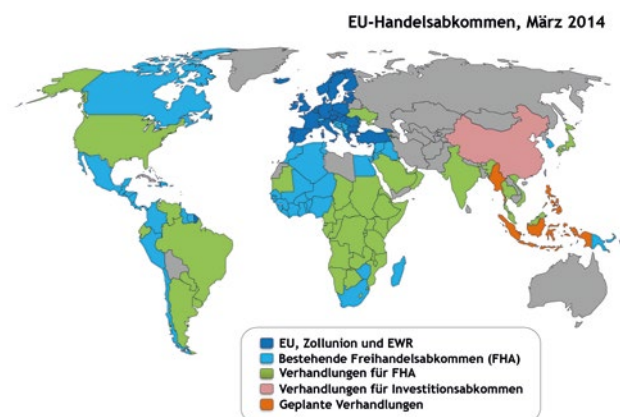 EU-Handelsabkommen, März 2014
EU, Zollunion und EWR
Bestehende Freihandelsabkommen (FHA)
Verhandlungen für FHA
Verhandlungen für Investitionsabkommen
Geplante Verhandlungen